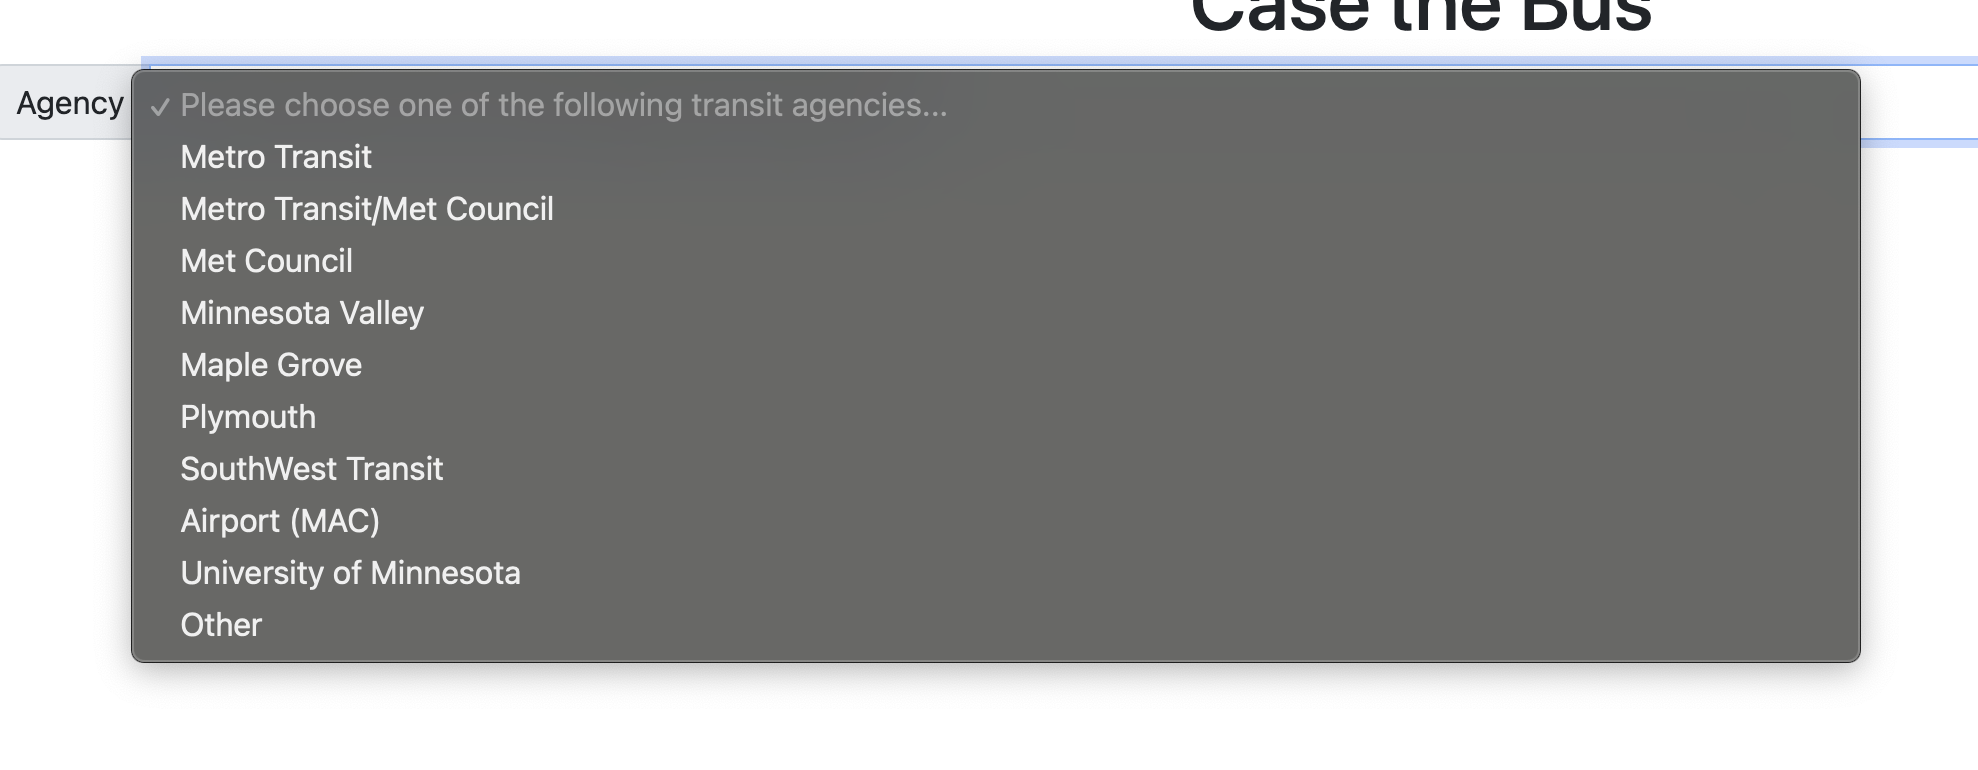 Case the Bus
Agency
✓ Please choose one of the following transit agencies...
Metro Transit
Metro Transit/Met Council
Met Council
Minnesota Valley
Maple Grove
Plymouth
SouthWest Transit
Airport (MAC)
University of Minnesota
Other